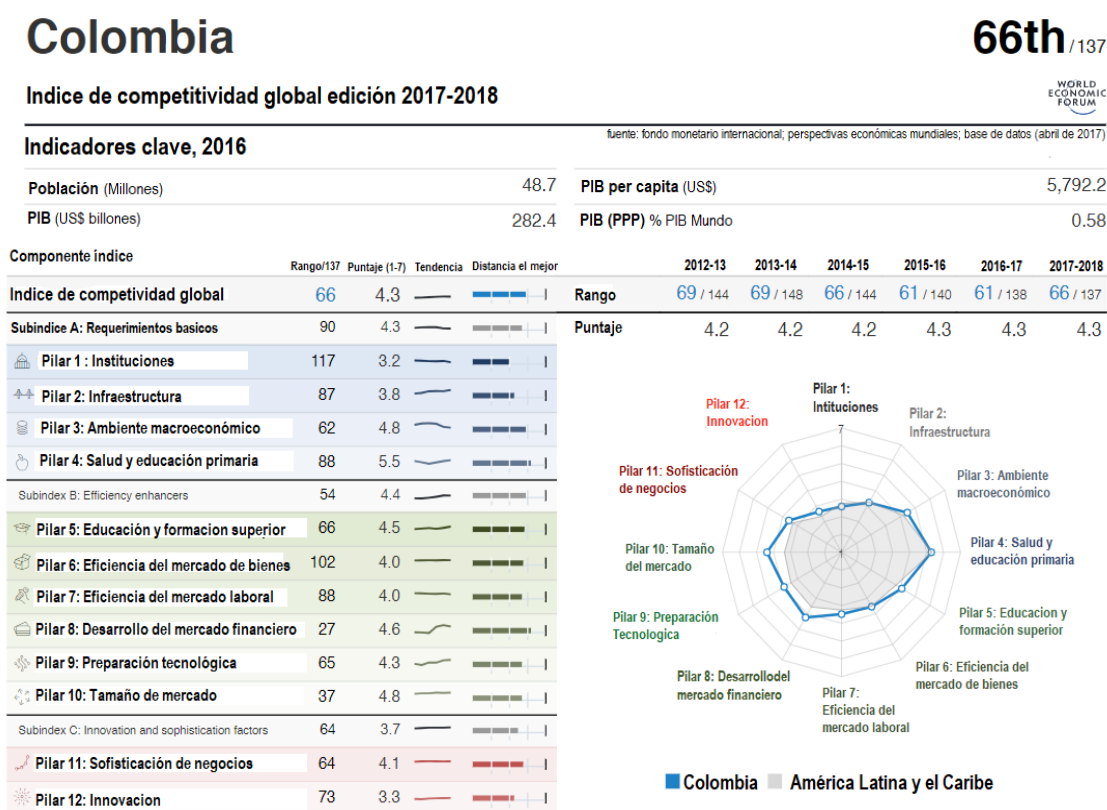 Colombia
66th / 137
Indice de competitividad global edición 2017-2018
WORLD
ECONOMIC
FORUM
Indicadores clave, 2016
fuente: fondo monetario internacional; perspectivas económicas mundiales; base de datos (abril de 2017)
Población (Millones) 48.7
PIB per capita (US$) 5,792.2
PIB (US$ billones) 282.4
PIB (PPP) % PIB Mundo 0.58
Componente índice
Rango/137 Puntaje (1-7) Tendencia Distancia el mejor
Indice de competitividad global 66 4.3
Subindice A: Requerimientos basicos 90 4.3
Pilar 1 : Instituciones 117 3.2
Pilar 2: Infraestructura 87 3.8
Pilar 3: Ambiente macroeconómico 62 4.8
Pilar 4: Salud y educación primaria 88 5.5
Subindex B: Efficiency enhancers 54 4.4
Pilar 5: Educación y formacion superior 66 4.5
Pilar 6: Eficiencia del mercado de bienes 102 4.0
Pilar 7: Eficiencia del mercado laboral 88 4.0
Pilar 8: Desarrollo del mercado financiero 27 4.6
Pilar 9: Preparación tecnológica 65 4.3
Pilar 10: Tamaño de mercado 37 4.8
Subindex C: Innovation and sophistication factors 64 3.7
Pilar 11: Sofisticación de negocios 64 4.1
Pilar 12: Innovacion 73 3.3
2012-13 2013-14 2014-15 2015-16 2016-17 2017-2018
Rango 69 / 144 69 / 148 66 / 144 61 / 140 61 / 138 66 / 137
Puntaje 4.2 4.2 4.2 4.3 4.3 4.3
Pilar 1:
Intituciones
7
1
Pilar 2:
Infraestructura
Pilar 3: Ambiente
macroeconómico
Pilar 4: Salud y
educación primaria
Pilar 5: Educacion y
formación superior
Pilar 6: Eficiencia del
mercado de bienes
Pilar 7:
Eficiencia del
mercado laboral
Pilar 8: Desarrollodel
mercado financiero
Pilar 9: Preparación
Tecnologica
Pilar 10: Tamaño
del mercado
Pilar 11: Sofisticación
de negocios
Pilar 12:
Innovacion
Colombia América Latina y el Caribe